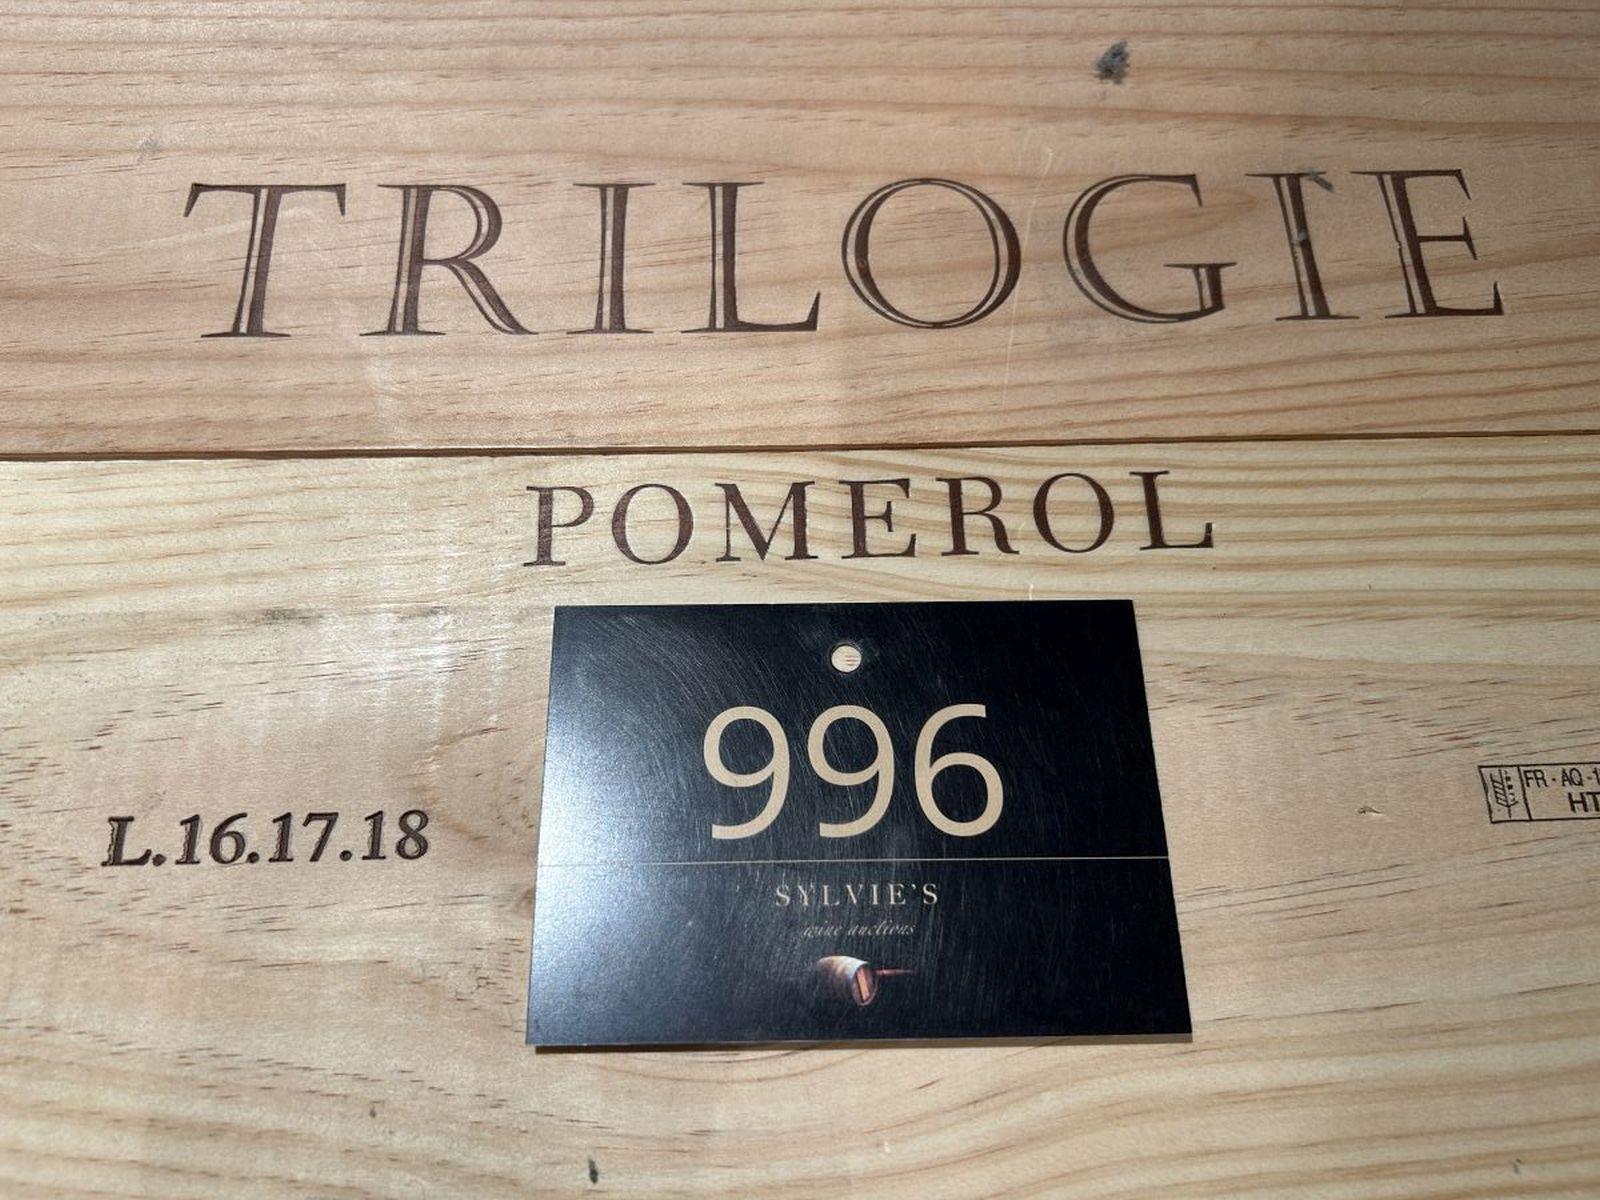 TRILOGIE
POMEROL
996
L.16.17.18
FR - AQ -1
HT
SYLVIE'S
wine auctions